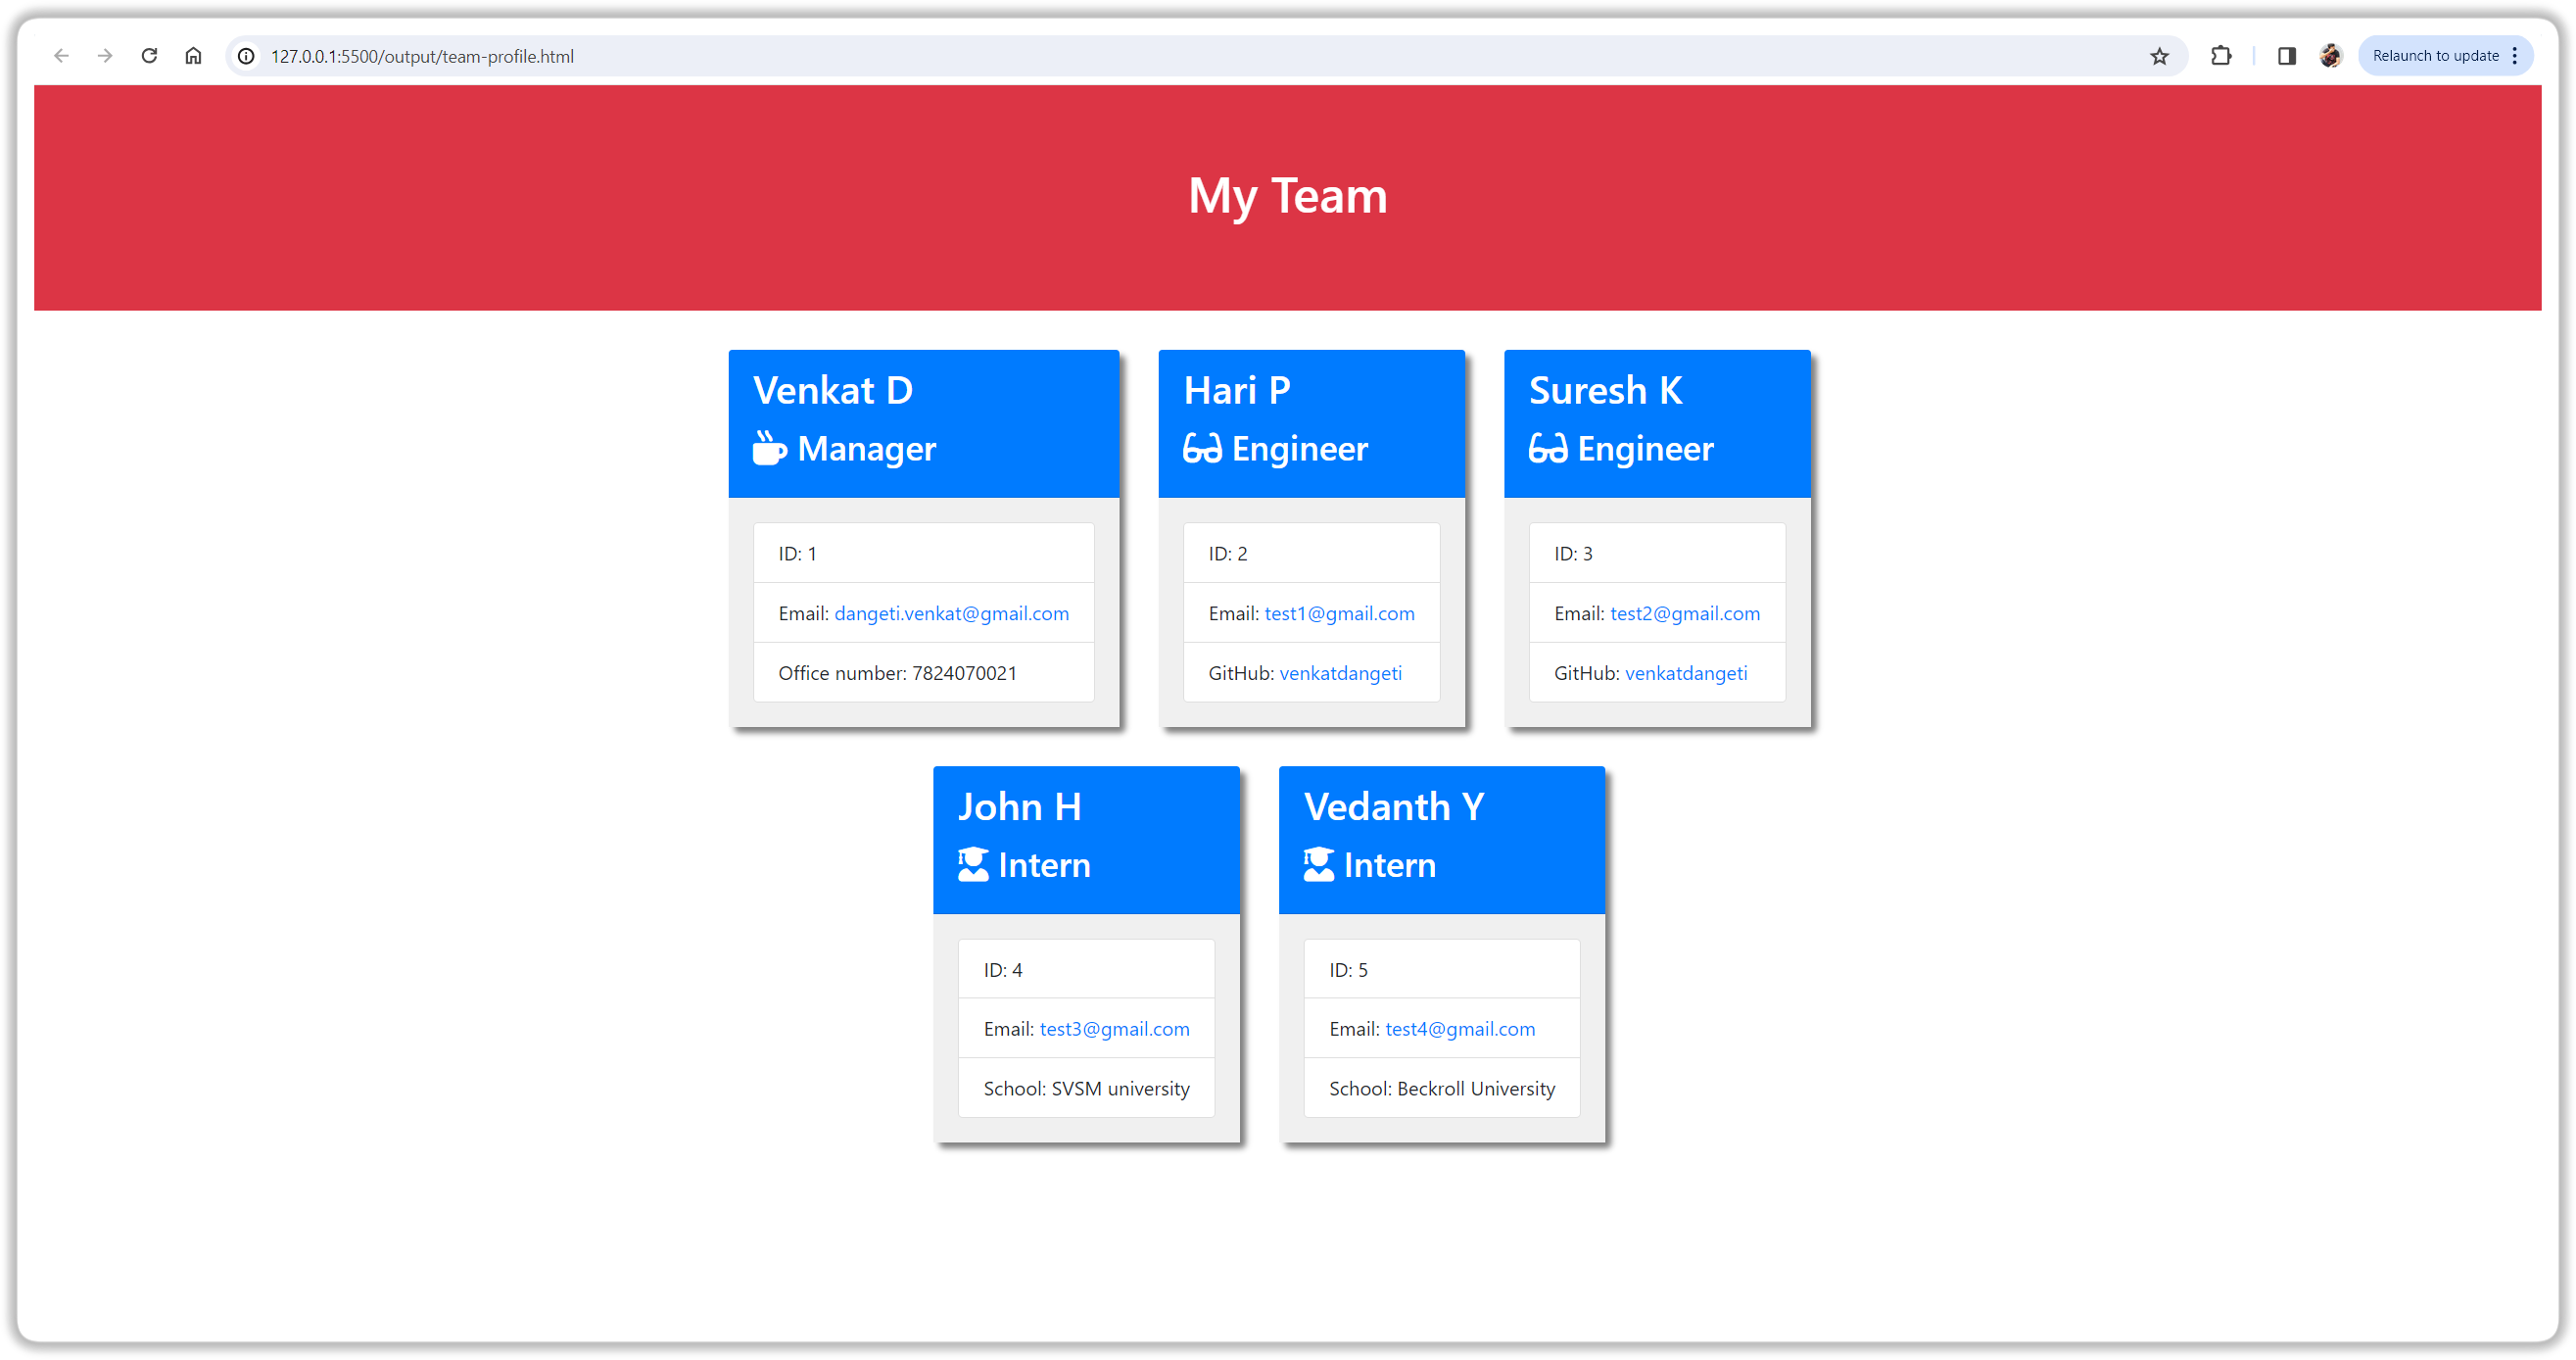 127.0.0.1:5500/output/team-profile.html
Relaunch to update
My Team
Venkat D
Manager
ID: 1
Email: dangeti.venkat@gmail.com
Office number: 7824070021
Hari P
Engineer
ID: 2
Email: test1@gmail.com
GitHub: venkatdangeti
Suresh K
Engineer
ID: 3
Email: test2@gmail.com
GitHub: venkatdangeti
John H
Intern
ID: 4
Email: test3@gmail.com
School: SVSM university
Vedanth Y
Intern
ID: 5
Email: test4@gmail.com
School: Beckroll University